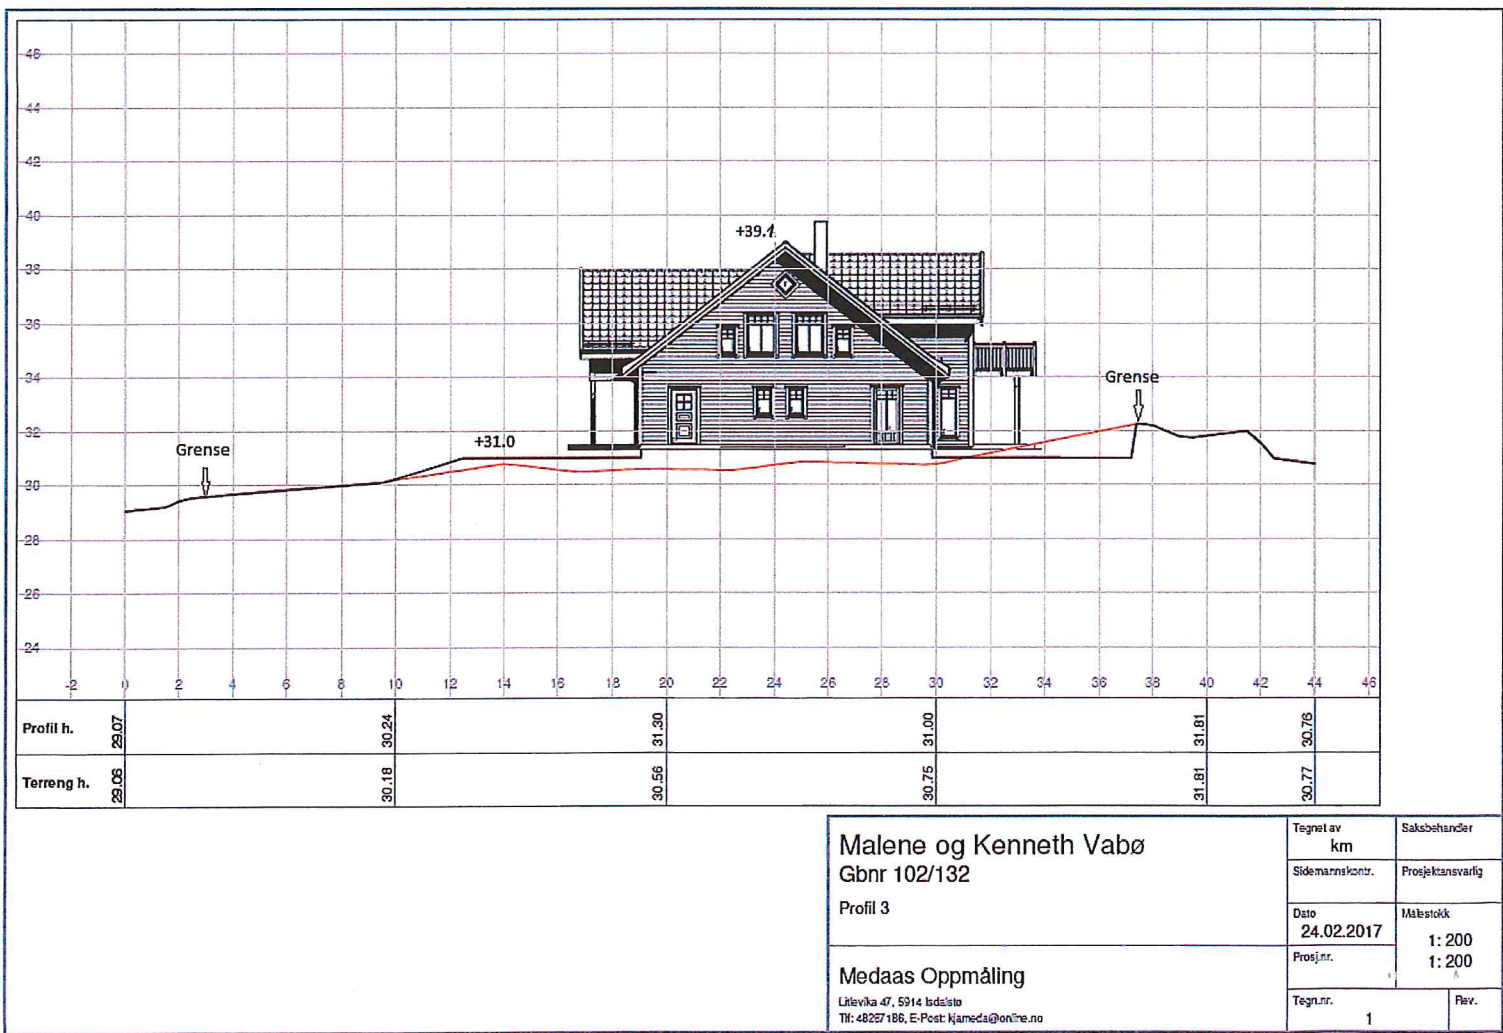 46
44
42
40
+39.1
38
36
34
Grense
32
+31.0
Grense
30
28
26
24
-2 0 2 4 6 8 10 12 14 16 18 20 22 24 26 28 30 32 34 36 38 40 42 44 46
Profil h. 29.07 30.24 31.30 31.00 31.81 30.76
Terreng h. 29.06 30.18 30.56 30.75 31.81 30.77
Malene og Kenneth Vabø
Gbnr 102/132
Profil 3
Medaas Oppmåling
Litlevika 47, 5914 Isdalstø
Tlf: 48267186, E-Post: kjameda@online.no
Tegnet av
km
Saksbehandler
Sidemannskontr.
Prosjektansvarlig
Dato
24.02.2017
Målestokk
1: 200
1: 200
Prosj.nr.
Tegn.nr.
1
Rev.